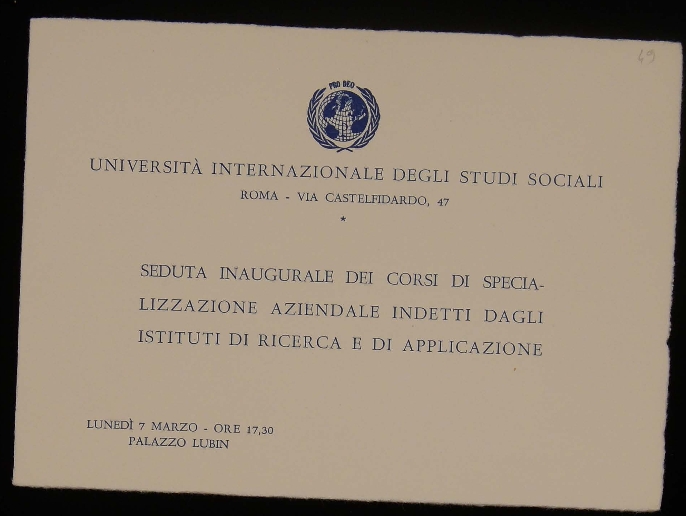 49
PRO DEO
UNIVERSITÀ INTERNAZIONALE DEGLI STUDI SOCIALI
ROMA - VIA CASTELFIDARDO, 47
*
SEDUTA INAUGURALE DEI CORSI DI SPECIA-
LIZZAZIONE AZIENDALE INDETTI DAGLI
ISTITUTI DI RICERCA E DI APPLICAZIONE
LUNEDÌ 7 MARZO - ORE 17,30
PALAZZO LUBIN